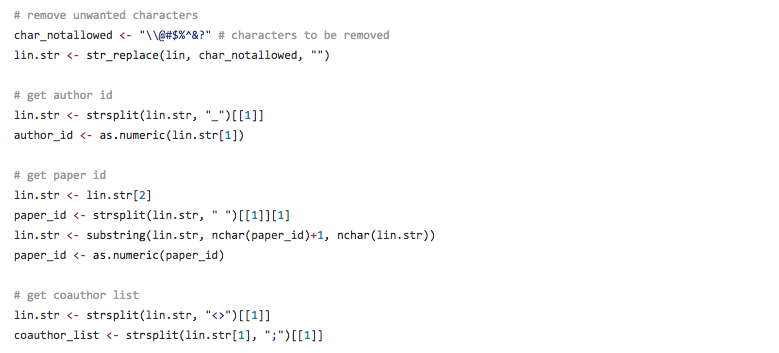 # remove unwanted characters
char_notallowed <- "\\@#$%^&?" # characters to be removed
lin.str <- str_replace(lin, char_notallowed, "")
# get author id
lin.str <- strsplit(lin.str, "_")[[1]]
author_id <- as.numeric(lin.str[1])
# get paper id
lin.str <- lin.str[2]
paper_id <- strsplit(lin.str, " ")[[1]][1]
lin.str <- substring(lin.str, nchar(paper_id)+1, nchar(lin.str))
paper_id <- as.numeric(paper_id)
# get coauthor list
lin.str <- strsplit(lin.str, "<>")[[1]]
coauthor_list <- strsplit(lin.str[1], ";")[[1]]